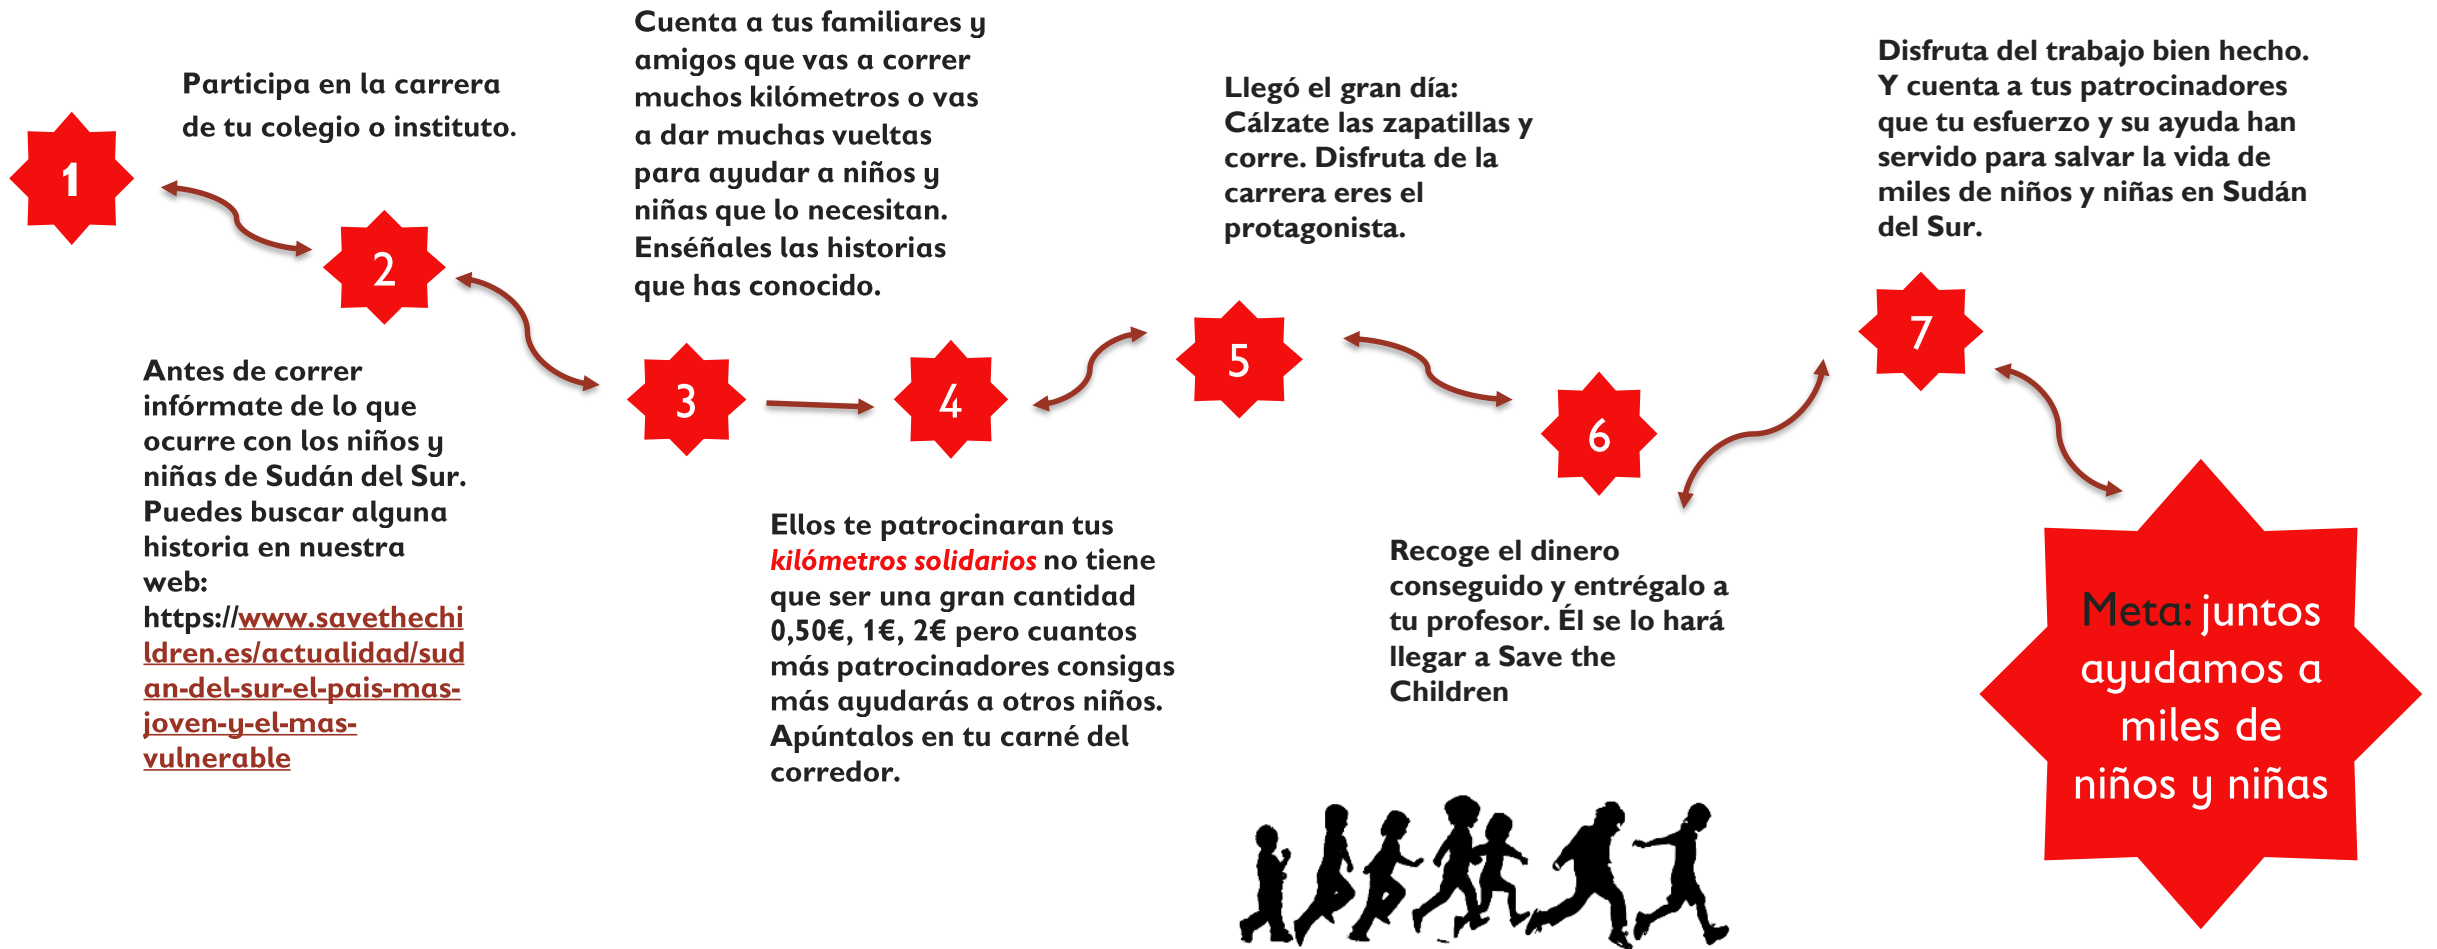 1
Participa en la carrera
de tu colegio o instituto.
2
Antes de correr
infórmate de lo que
ocurre con los niños y
niñas de Sudán del Sur.
Puedes buscar alguna
historia en nuestra
web:
https://www.savethechi
ldren.es/actualidad/sud
an-del-sur-el-pais-mas-
joven-y-el-mas-
vulnerable
Cuenta a tus familiares y
amigos que vas a correr
muchos kilómetros o vas
a dar muchas vueltas
para ayudar a niños y
niñas que lo necesitan.
Enséñales las historias
que has conocido.
3
4
Ellos te patrocinaran tus
kilómetros solidarios no tiene
que ser una gran cantidad
0,50€, 1€, 2€ pero cuantos
más patrocinadores consigas
más ayudarás a otros niños.
Apúntalos en tu carné del
corredor.
Llegó el gran día:
Cálzate las zapatillas y
corre. Disfruta de la
carrera eres el
protagonista.
5
6
Recoge el dinero
conseguido y entrégalo a
tu profesor. Él se lo hará
llegar a Save the
Children
Disfruta del trabajo bien hecho.
Y cuenta a tus patrocinadores
que tu esfuerzo y su ayuda han
servido para salvar la vida de
miles de niños y niñas en Sudán
del Sur.
7
Meta: juntos
ayudamos a
miles de
niños y niñas